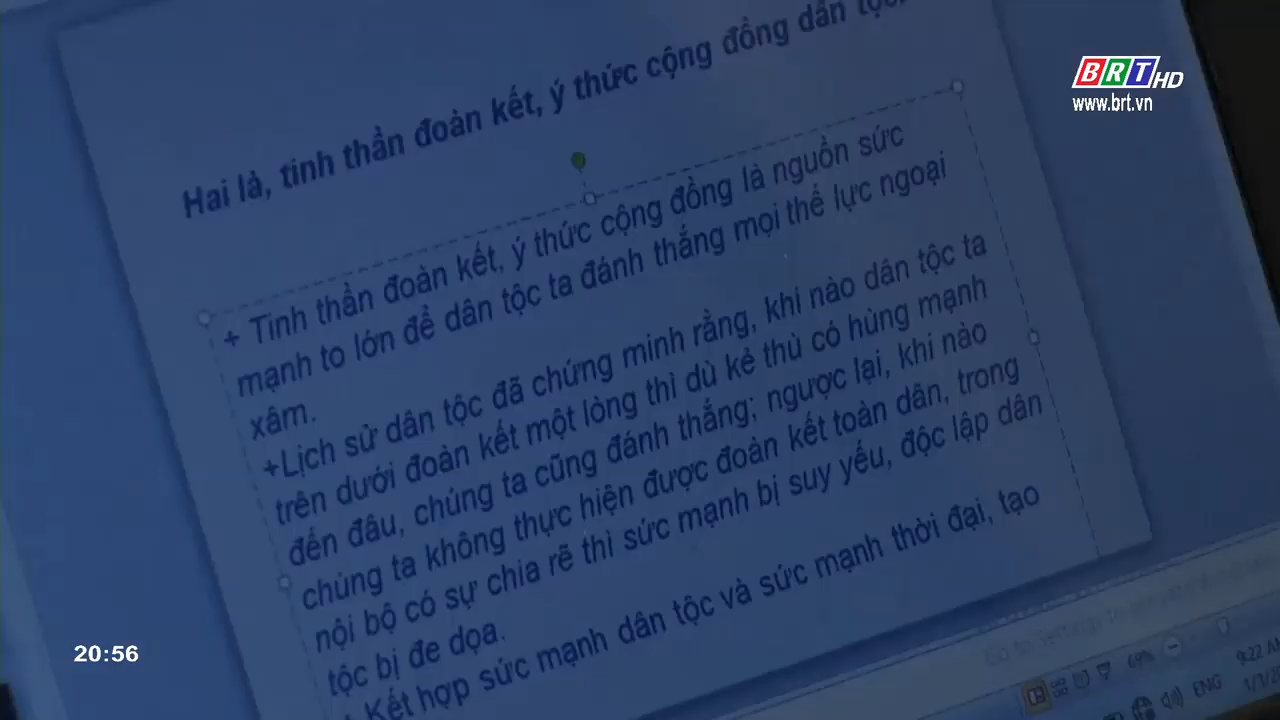 BRT HD
www.brt.vn
Hai là, tinh thần đoàn kết, ý thức cộng đồng dân tộc.
+ Tinh thần đoàn kết, ý thức cộng đồng là nguồn sức
mạnh to lớn để dân tộc ta đánh thắng mọi thế lực ngoại
xâm.
+Lịch sử dân tộc đã chứng minh rằng, khi nào dân tộc ta
trên dưới đoàn kết một lòng thì dù kẻ thù có hùng mạnh
đến đâu, chúng ta cũng đánh thắng; ngược lại, khi nào
chúng ta không thực hiện được đoàn kết toàn dân, trong
nội bộ có sự chia rẽ thì sức mạnh bị suy yếu, độc lập dân
tộc bị đe dọa.
Kết hợp sức mạnh dân tộc và sức mạnh thời đại, tạo
20:56
69%
ENG
9:22